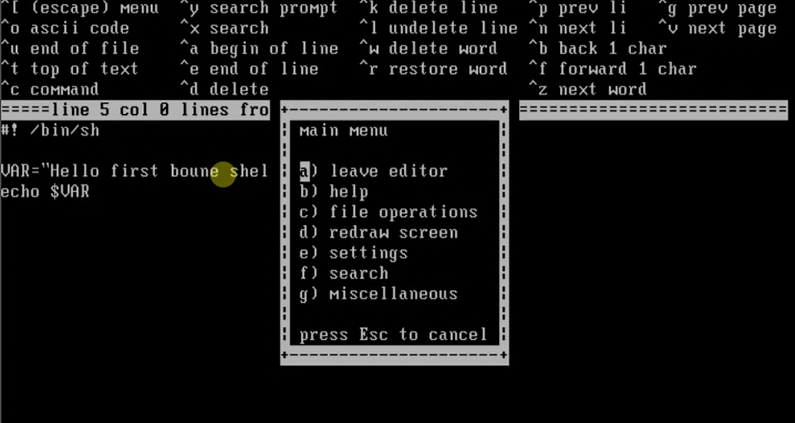 ^[ (escape) menu ^y search prompt ^k delete line ^p prev li ^g prev page
^o ascii code ^x search ^l undelete line ^n next li ^v next page
^u end of file ^a begin of line ^w delete word ^b back 1 char
^t top of text ^e end of line ^r restore word ^f forward 1 char
^c command ^d delete ^z next word
=====line 5 col 0 lines fro
#! /bin/sh
VAR="Hello first boune shel
echo $VAR
main menu
a) leave editor
b) help
c) file operations
d) redraw screen
e) settings
f) search
g) miscellaneous
press Esc to cancel